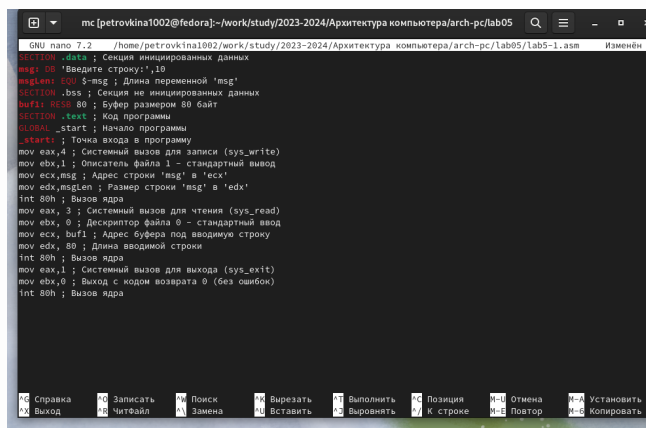 mc [petrovkina1002@fedora]:~/work/study/2023-2024/Архитектура компьютера/arch-pc/lab05
GNU nano 7.2 /home/petrovkina1002/work/study/2023-2024/Архитектура компьютера/arch-pc/lab05/lab5-1.asm Изменён
SECTION .data ; Секция инициированных данных
msg: DB 'Введите строку:',10
msgLen: EQU $-msg ; Длина переменной 'msg'
SECTION .bss ; Секция не инициированных данных
buf1: RESB 80 ; Буфер размером 80 байт
SECTION .text ; Код программы
GLOBAL _start ; Начало программы
_start: ; Точка входа в программу
mov eax,4 ; Системный вызов для записи (sys_write)
mov ebx,1 ; Описатель файла 1 - стандартный вывод
mov ecx,msg ; Адрес строки 'msg' в 'ecx'
mov edx,msgLen ; Размер строки 'msg' в 'edx'
int 80h ; Вызов ядра
mov eax, 3 ; Системный вызов для чтения (sys_read)
mov ebx, 0 ; Дескриптор файла 0 - стандартный ввод
mov ecx, buf1 ; Адрес буфера под вводимую строку
mov edx, 80 ; Длина вводимой строки
int 80h ; Вызов ядра
mov eax,1 ; Системный вызов для выхода (sys_exit)
mov ebx,0 ; Выход с кодом возврата 0 (без ошибок)
int 80h ; Вызов ядра
^G Справка ^O Записать ^W Поиск ^K Вырезать ^T Выполнить ^C Позиция M-U Отмена M-A Установить
^X Выход ^R ЧитФайл ^\ Замена ^U Вставить ^J Выровнять ^/ К строке M-E Повтор M-6 Копировать